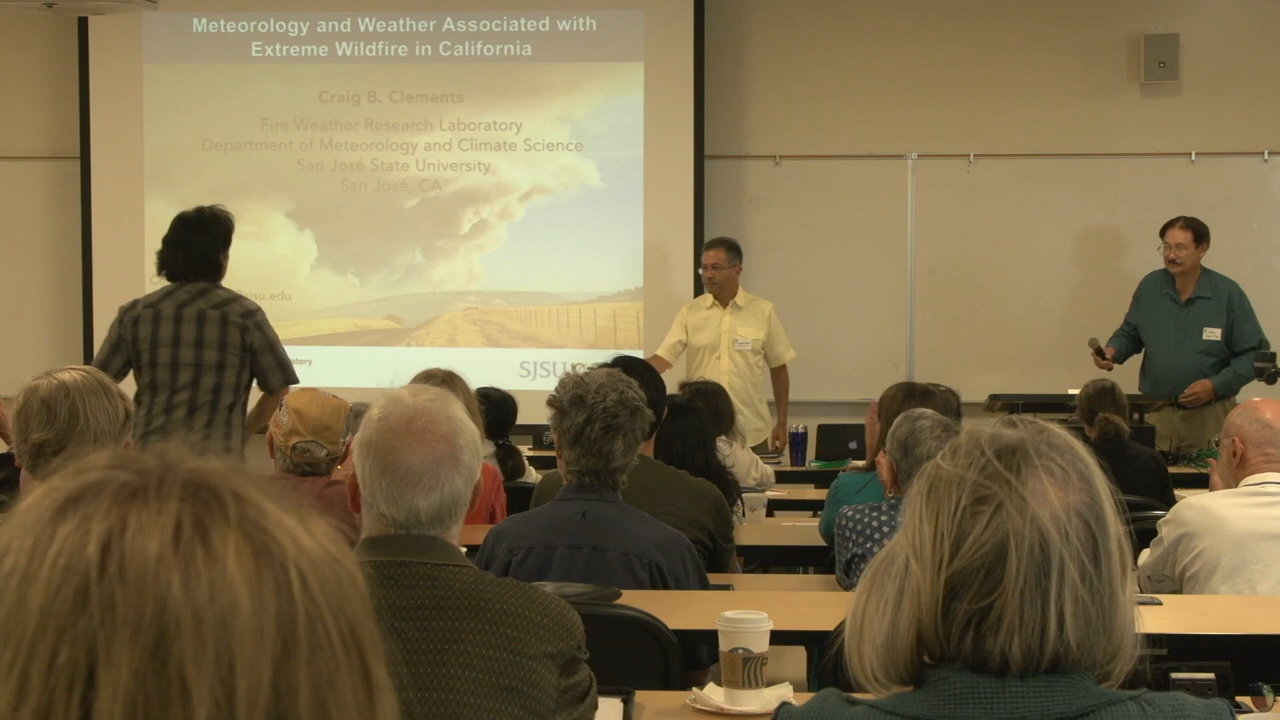 Meteorology and Weather Associated with
Extreme Wildfire in California
Craig B. Clements
Fire Weather Research Laboratory
Department of Meteorology and Climate Science
San José State University
San José, CA
SJSU